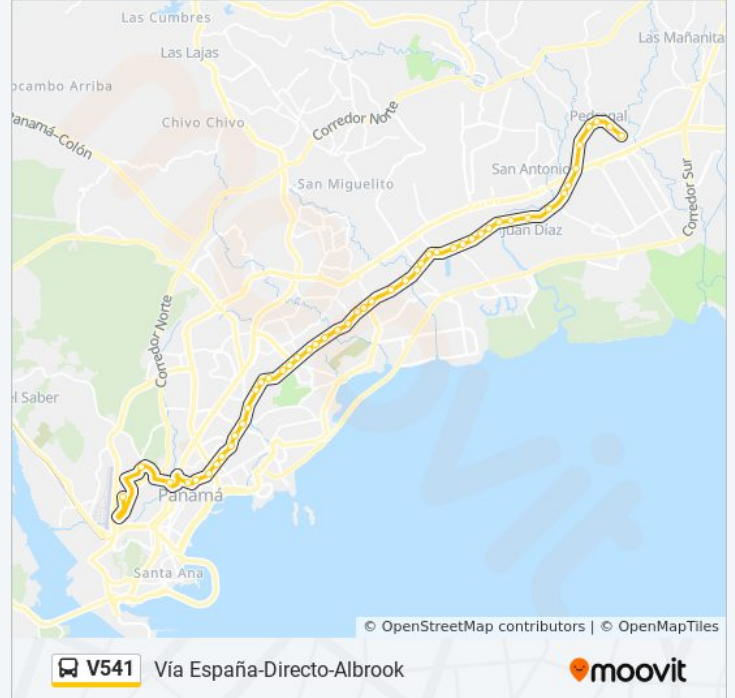 Las Cumbres
Las Mañanita
Las Lajas
ocambo Arriba
Pedregal
Chivo Chivo
Corredor Norte
Panamá-Colón
San Antonio
San Miguelito
Corredor Sur
Juan Díaz
Corredor Norte
l Saber
Panamá
Santa Ana
moovit
© OpenStreetMap contributors | © OpenMapTiles
V541 Vía España-Directo-Albrook
moovit